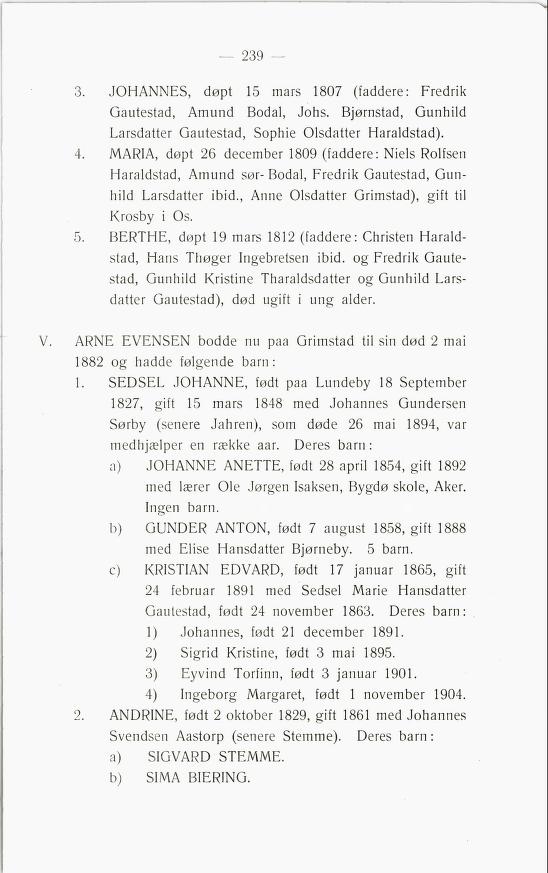 — 239 —
3. JOHANNES, døpt 15 mars 1807 (faddere: Fredrik
Gautestad, Amund Bodal, Johs. Bjørnstad, Gunhild
Larsdatter Gautestad, Sophie Olsdatter Haraldstad).
4. MARIA, døpt 26 december 1809 (faddere: Niels Rolfsen
Haraldstad, Amund sør-Bodal, Fredrik Gautestad, Gun-
hild Larsdatter ibid., Anne Olsdatter Grimstad), gift til
Krosby i Os.
5. BERTHE, døpt 19 mars 1812 (faddere: Christen Harald-
stad, Hans Thøger Ingebretsen ibid. og Fredrik Gaute-
stad, Gunhild Kristine Tharaldsdatter og Gunhild Lars-
datter Gautestad), død ugift i ung alder.
V. ARNE EVENSEN bodde nu paa Grimstad til sin død 2 mai
1882 og hadde følgende barn:
1. SEDSEL JOHANNE, født paa Lundeby 18 September
1827, gift 15 mars 1848 med Johannes Gundersen
Sørby (senere Jahren), som døde 26 mai 1894, var
medhjælper en række aar. Deres barn:
a) JOHANNE ANETTE, født 28 april 1854, gift 1892
med lærer Ole Jørgen Isaksen, Bygdø skole, Aker.
Ingen barn.
b) GUNDER ANTON, født 7 august 1858, gift 1888
med Elise Hansdatter Bjørneby. 5 barn.
c) KRISTIAN EDVARD, født 17 januar 1865, gift
24 februar 1891 med Sedsel Marie Hansdatter
Gautestad, født 24 november 1863. Deres barn:
1) Johannes, født 21 december 1891.
2) Sigrid Kristine, født 3 mai 1895.
3) Eyvind Torfinn, født 3 januar 1901.
4) Ingeborg Margaret, født 1 november 1904.
2. ANDRINE, født 2 oktober 1829, gift 1861 med Johannes
Svendsen Aastorp (senere Stemme). Deres barn:
a) SIGVARD STEMME.
b) SIMA BIERING.